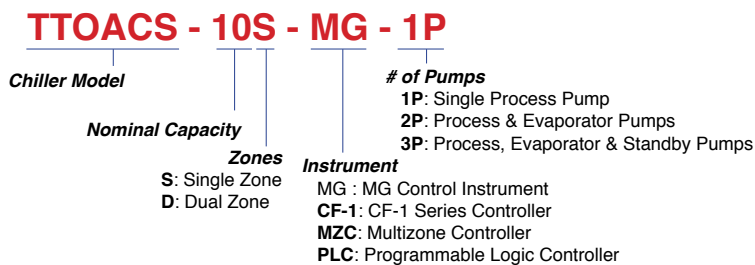 TTOACS - 10S - MG - 1P
Chiller Model
Nominal Capacity
Zones
S: Single Zone
D: Dual Zone
Instrument
MG : MG Control Instrument
CF-1: CF-1 Series Controller
MZC: Multizone Controller
PLC: Programmable Logic Controller
# of Pumps
1P: Single Process Pump
2P: Process & Evaporator Pumps
3P: Process, Evaporator & Standby Pumps